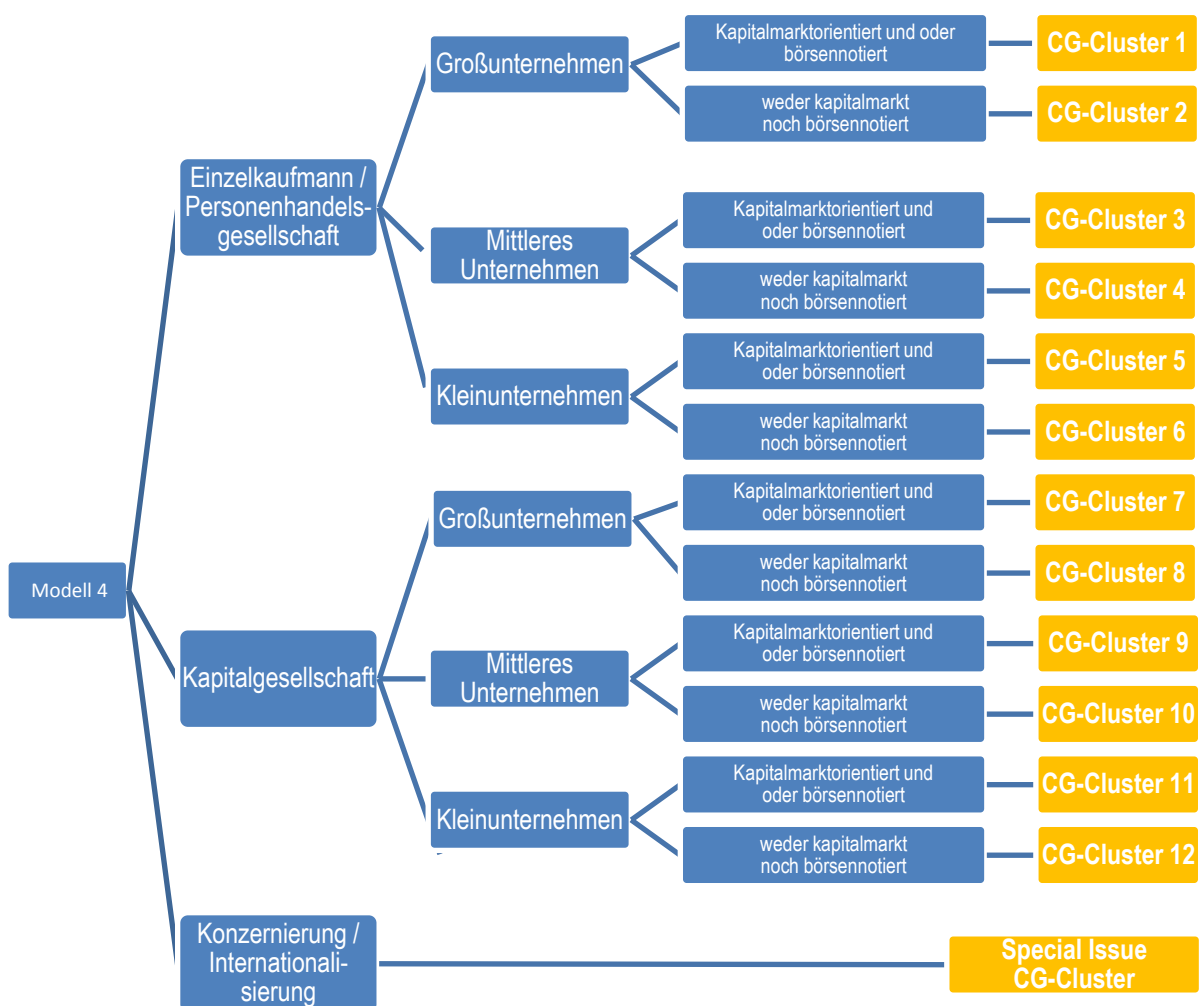 Modell 4
Einzelkaufmann /
Personenhandels-
gesellschaft
Großunternehmen
Kapitalmarktorientiert und oder
börsennotiert
CG-Cluster 1
weder kapitalmarkt
noch börsennotiert
CG-Cluster 2
Mittleres
Unternehmen
Kapitalmarktorientiert und
oder börsennotiert
CG-Cluster 3
weder kapitalmarkt
noch börsennotiert
CG-Cluster 4
Kleinunternehmen
Kapitalmarktorientiert und
oder börsennotiert
CG-Cluster 5
weder kapitalmarkt
noch börsennotiert
CG-Cluster 6
Kapitalgesellschaft
Großunternehmen
Kapitalmarktorientiert und
oder börsennotiert
CG-Cluster 7
weder kapitalmarkt
noch börsennotiert
CG-Cluster 8
Mittleres
Unternehmen
Kapitalmarktorientiert und
oder börsennotiert
CG-Cluster 9
weder kapitalmarkt
noch börsennotiert
CG-Cluster 10
Kleinunternehmen
Kapitalmarktorientiert und
oder börsennotiert
CG-Cluster 11
weder kapitalmarkt
noch börsennotiert
CG-Cluster 12
Konzernierung /
Internationali-
sierung
Special Issue
CG-Cluster